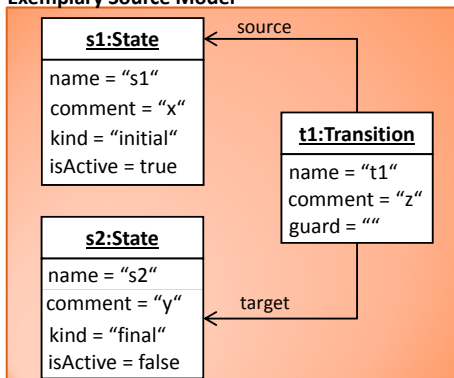 Exemplary Source Model
s1:State
name = “s1“
comment = “x“
kind = “initial“
isActive = true
source
t1:Transition
name = “t1“
comment = “z“
guard = ““
s2:State
name = “s2“
comment = “y“
kind = “final“
isActive = false
target